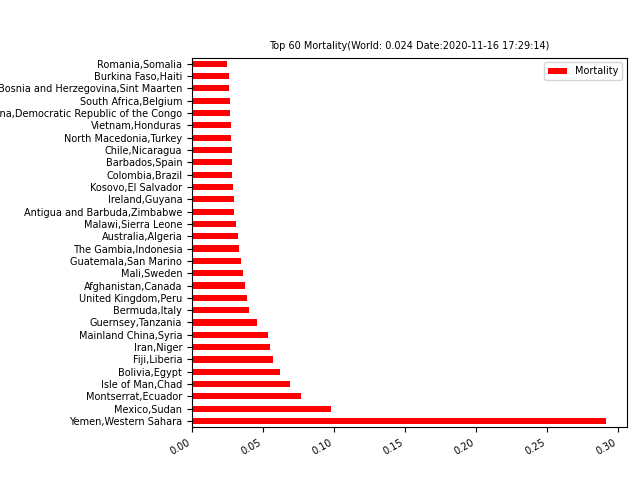 Top 60 Mortality(World: 0.024 Date:2020-11-16 17:29:14)
Mortality
Romania,Somalia
Burkina Faso,Haiti
Bosnia and Herzegovina,Sint Maarten
South Africa,Belgium
na,Democratic Republic of the Congo
Vietnam,Honduras
North Macedonia,Turkey
Chile,Nicaragua
Barbados,Spain
Colombia,Brazil
Kosovo,El Salvador
Ireland,Guyana
Antigua and Barbuda,Zimbabwe
Malawi,Sierra Leone
Australia,Algeria
The Gambia,Indonesia
Guatemala,San Marino
Mali,Sweden
Afghanistan,Canada
United Kingdom,Peru
Bermuda,Italy
Guernsey,Tanzania
Mainland China,Syria
Iran,Niger
Fiji,Liberia
Bolivia,Egypt
Isle of Man,Chad
Montserrat,Ecuador
Mexico,Sudan
Yemen,Western Sahara
0.00 0.05 0.10 0.15 0.20 0.25 0.30